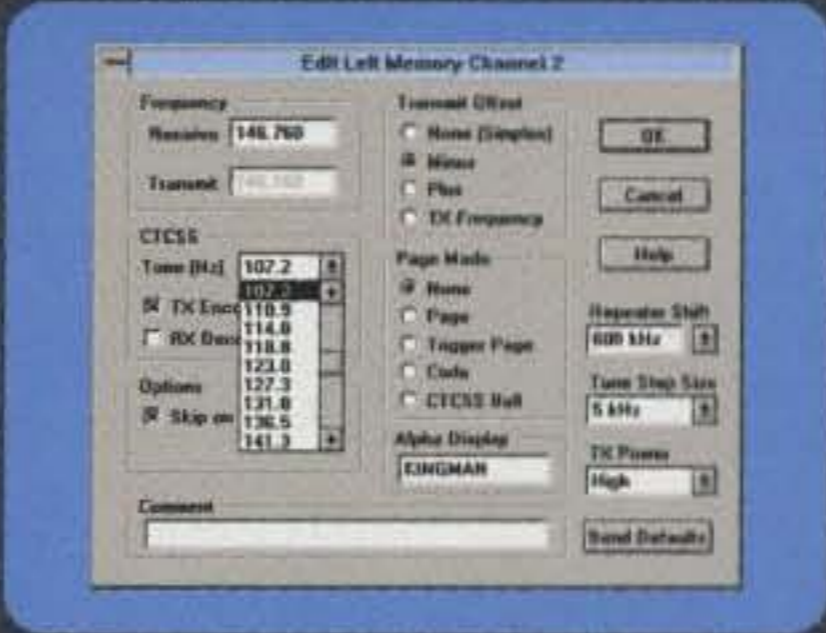 Edit Left Memory Channel 2
Frequency
Receive 146.760
Transmit 146.160
CTCSS
Tone [Hz] 107.2
107.2
110.9
114.8
118.8
123.0
127.3
131.8
136.5
141.3
TX Enco
RX Deco
Options
Skip on
Transmit Offset
None (Simplex)
Minus
Plus
TX Frequency
Page Mode
None
Page
Trigger Page
Code
CTCSS Bell
Alpha Display
KINGMAN
OK
Cancel
Help
Repeater Shift
600 kHz
Tune Step Size
5 kHz
TX Power
High
Band Defaults
Comment